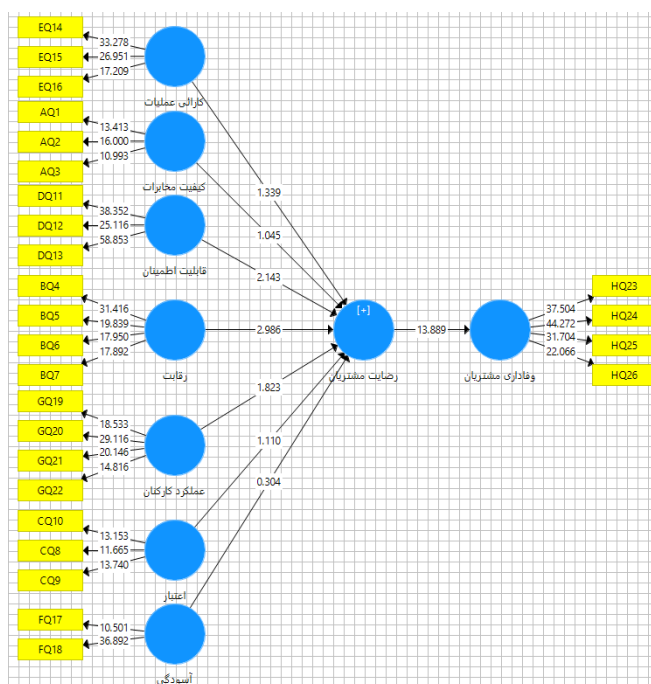 EQ14
33.278
EQ15
26.951
17.209
EQ16
کارائی عملیات
AQ1
13.413
AQ2
16.000
10.993
AQ3
کیفیت مخابرات
1.339
DQ11
38.352
DQ12
25.116
58.853
DQ13
قابلیت اطمینان
1.045
2.143
BQ4
31.416
BQ5
19.839
BQ6
17.950
17.892
BQ7
رقابت
2.986
[+]
رضایت مشتریان
13.889
وفاداری مشتریان
37.504
HQ23
44.272
HQ24
31.704
HQ25
22.066
HQ26
GQ19
18.533
GQ20
29.116
GQ21
20.146
14.816
GQ22
عملکرد کارکنان
1.823
CQ10
13.153
CQ8
11.665
13.740
CQ9
اعتبار
1.110
0.304
FQ17
10.501
36.892
FQ18
آسودگی